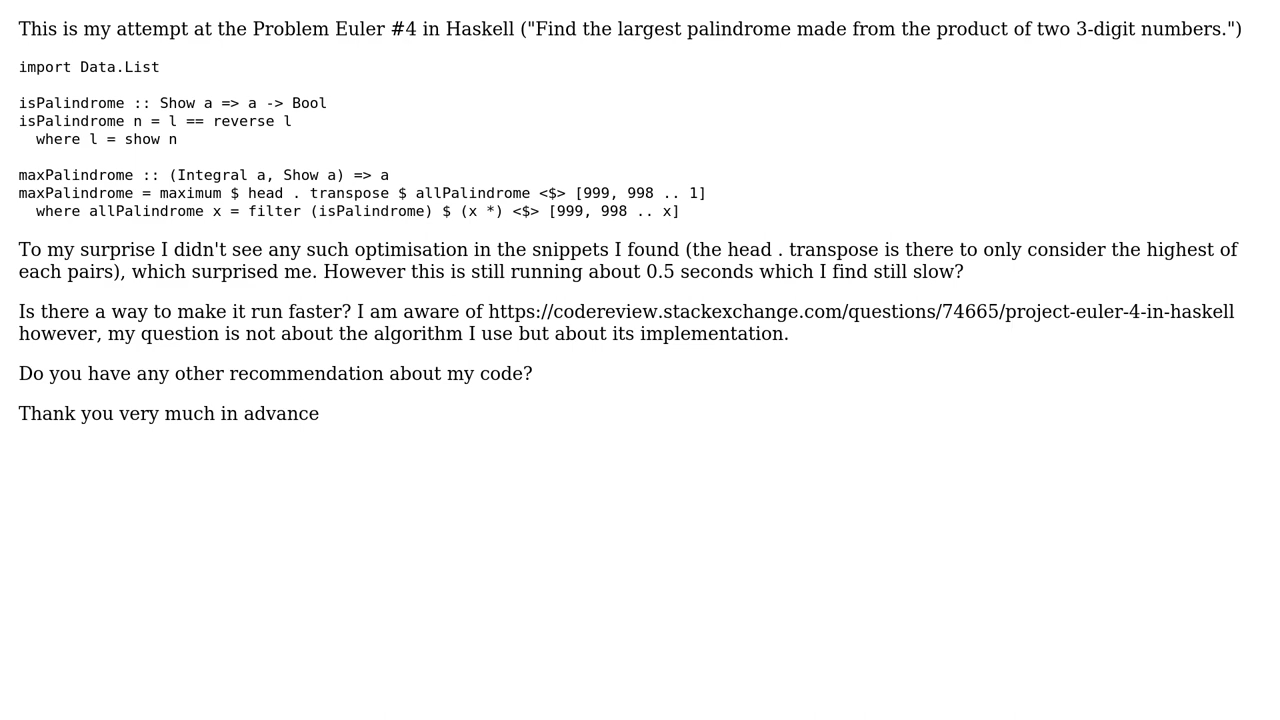 This is my attempt at the Problem Euler #4 in Haskell ("Find the largest palindrome made from the product of two 3-digit numbers.")
import Data.List
isPalindrome :: Show a => a -> Bool
isPalindrome n = l == reverse l
  where l = show n
maxPalindrome :: (Integral a, Show a) => a
maxPalindrome = maximum $ head . transpose $ allPalindrome <$> [999, 998 .. 1]
  where allPalindrome x = filter (isPalindrome) $ (x *) <$> [999, 998 .. x]
To my surprise I didn't see any such optimisation in the snippets I found (the head . transpose is there to only consider the highest of
each pairs), which surprised me. However this is still running about 0.5 seconds which I find still slow?
Is there a way to make it run faster? I am aware of https://codereview.stackexchange.com/questions/74665/project-euler-4-in-haskell
however, my question is not about the algorithm I use but about its implementation.
Do you have any other recommendation about my code?
Thank you very much in advance